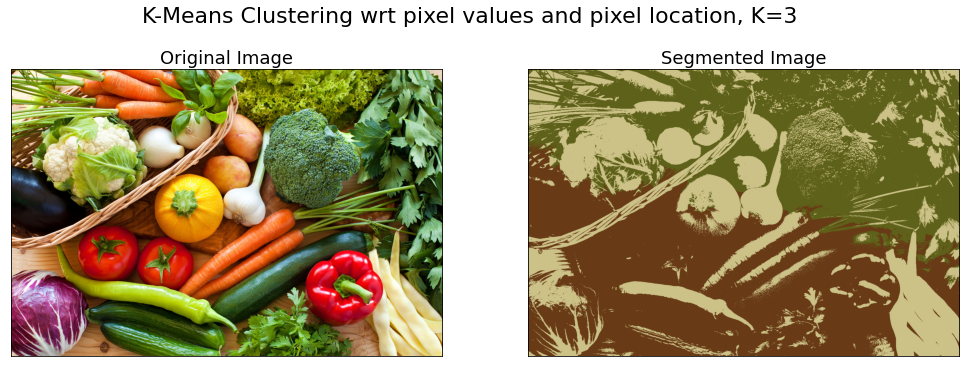 K-Means Clustering wrt pixel values and pixel location, K=3
Original Image
Segmented Image